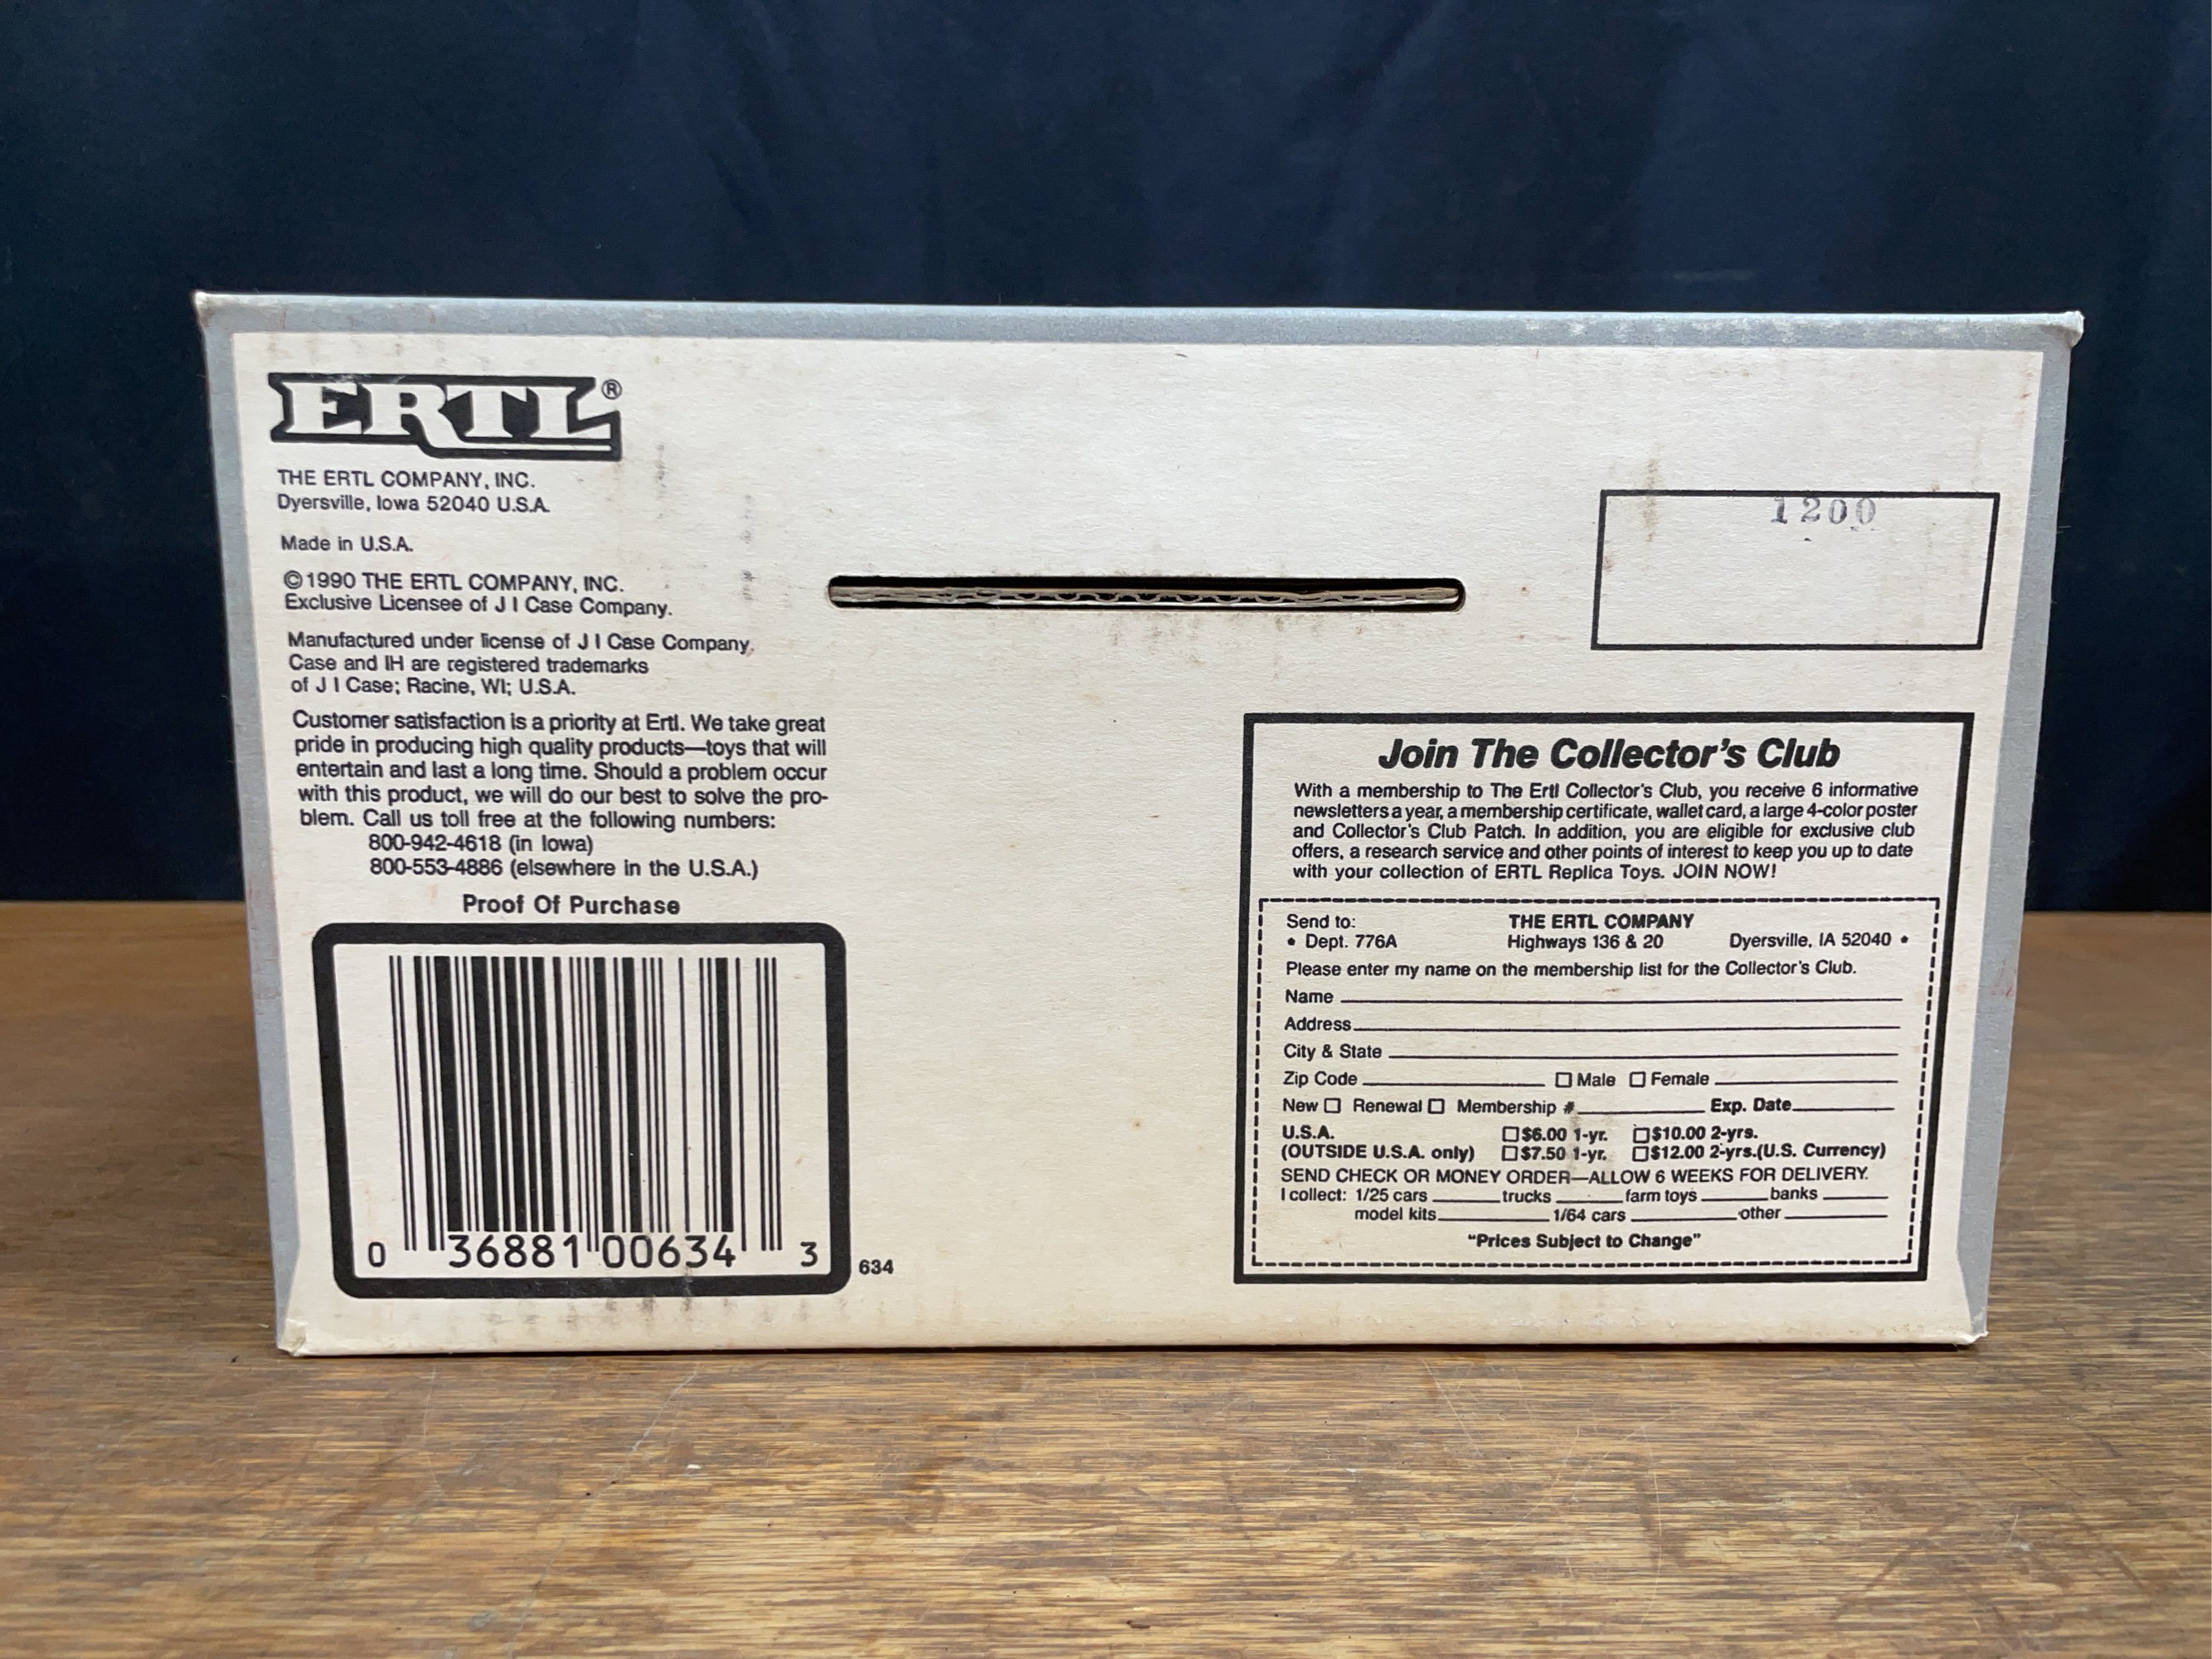 ERTL®
THE ERTL COMPANY, INC.
Dyersville, Iowa 52040 U.S.A.
Made in U.S.A.
©1990 THE ERTL COMPANY, INC.
Exclusive Licensee of J I Case Company.
Manufactured under license of J I Case Company.
Case and IH are registered trademarks
of J I Case; Racine, WI; U.S.A.
Customer satisfaction is a priority at Ertl. We take great
pride in producing high quality products—toys that will
entertain and last a long time. Should a problem occur
with this product, we will do our best to solve the pro-
blem. Call us toll free at the following numbers:
800-942-4618 (in Iowa)
800-553-4886 (elsewhere in the U.S.A.)
Proof Of Purchase
0 36881 00634 3
634
1200
Join The Collector's Club
With a membership to The Ertl Collector's Club, you receive 6 informative
newsletters a year, a membership certificate, wallet card, a large 4-color poster
and Collector's Club Patch. In addition, you are eligible for exclusive club
offers, a research service and other points of interest to keep you up to date
with your collection of ERTL Replica Toys. JOIN NOW!
Send to: THE ERTL COMPANY
• Dept. 776A Highways 136 & 20 Dyersville, IA 52040 •
Please enter my name on the membership list for the Collector's Club.
Name
Address
City & State
Zip Code □ Male □ Female
New □ Renewal □ Membership # Exp. Date
U.S.A. □ $6.00 1-yr. □ $10.00 2-yrs.
(OUTSIDE U.S.A. only) □ $7.50 1-yr. □ $12.00 2-yrs.(U.S. Currency)
SEND CHECK OR MONEY ORDER—ALLOW 6 WEEKS FOR DELIVERY.
I collect: 1/25 cars trucks farm toys banks
model kits 1/64 cars other
"Prices Subject to Change"